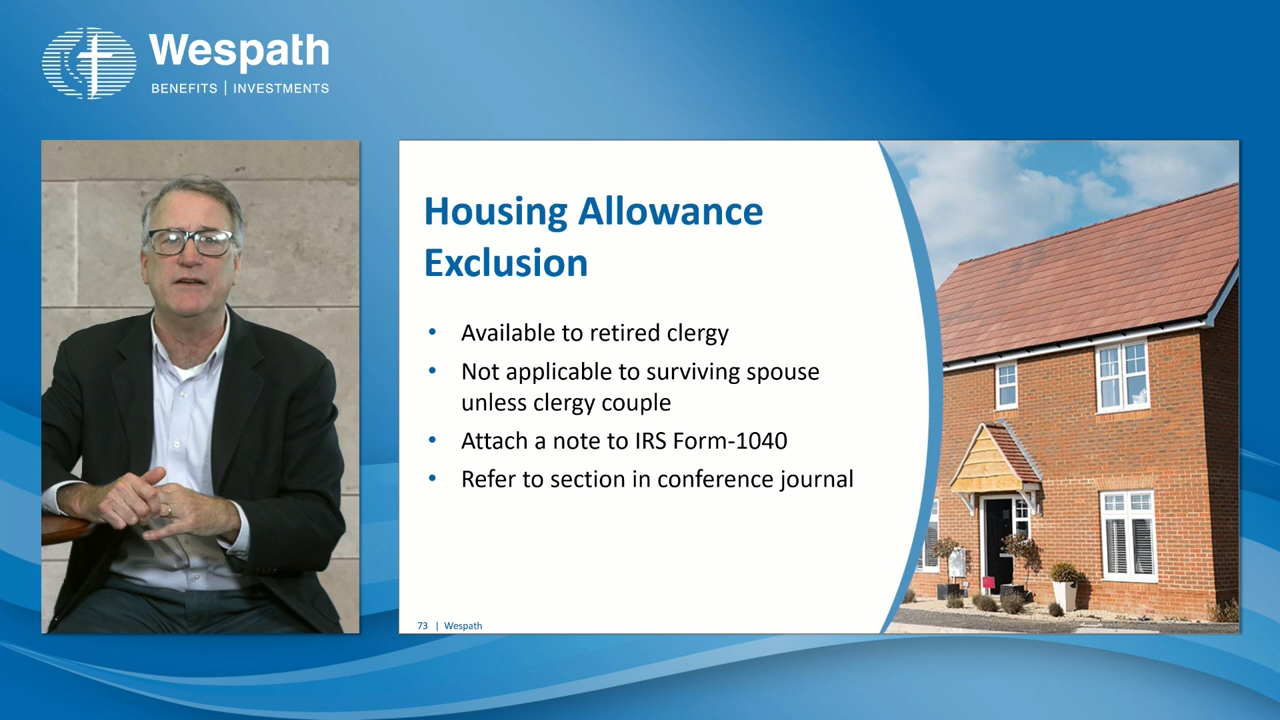 Wespath
BENEFITS | INVESTMENTS
Housing Allowance
Exclusion
• Available to retired clergy
• Not applicable to surviving spouse
unless clergy couple
• Attach a note to IRS Form-1040
• Refer to section in conference journal
73 | Wespath